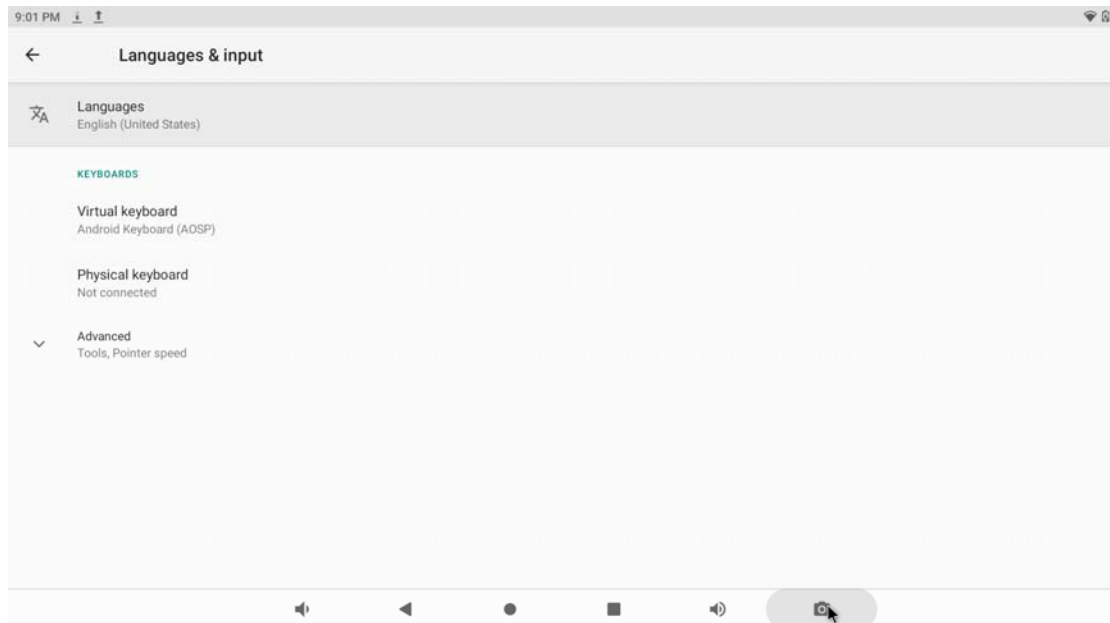 9:01 PM
Languages & input
Languages
English (United States)
KEYBOARDS
Virtual keyboard
Android Keyboard (AOSP)
Physical keyboard
Not connected
Advanced
Tools, Pointer speed